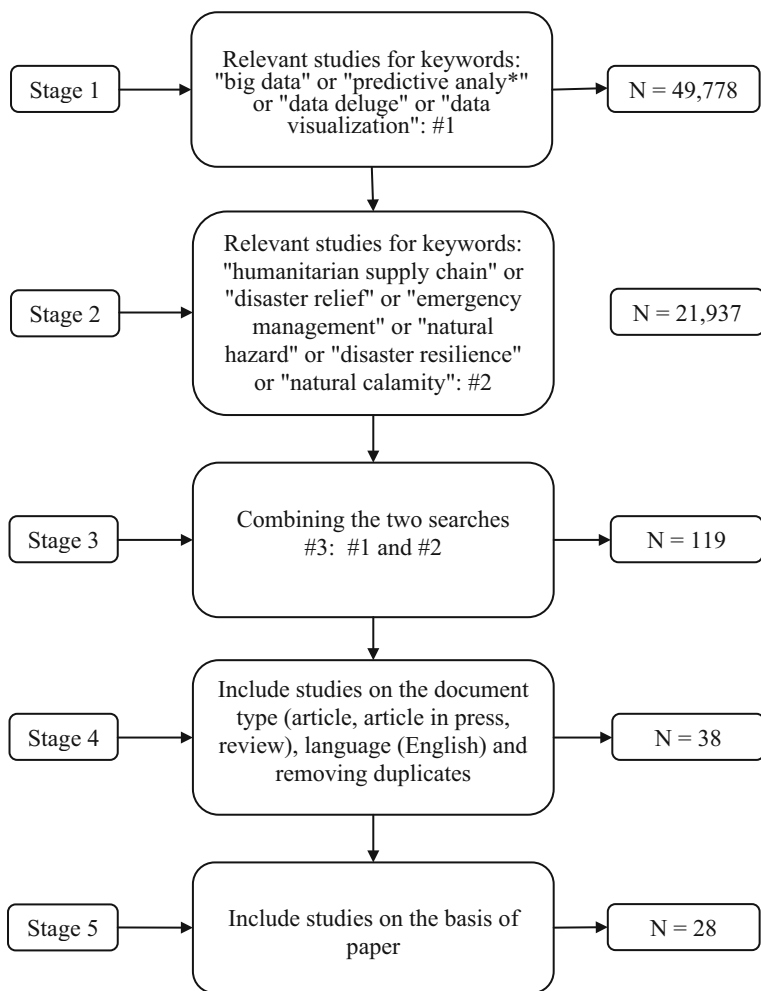 Stage 1
Relevant studies for keywords:
"big data" or "predictive analy*"
or "data deluge" or "data
visualization": #1
N = 49,778
Stage 2
Relevant studies for keywords:
"humanitarian supply chain" or
"disaster relief" or "emergency
management" or "natural
hazard" or "disaster resilience"
or "natural calamity": #2
N = 21,937
Stage 3
Combining the two searches
#3: #1 and #2
N = 119
Stage 4
Include studies on the document
type (article, article in press,
review), language (English) and
removing duplicates
N = 38
Stage 5
Include studies on the basis of
paper
N = 28